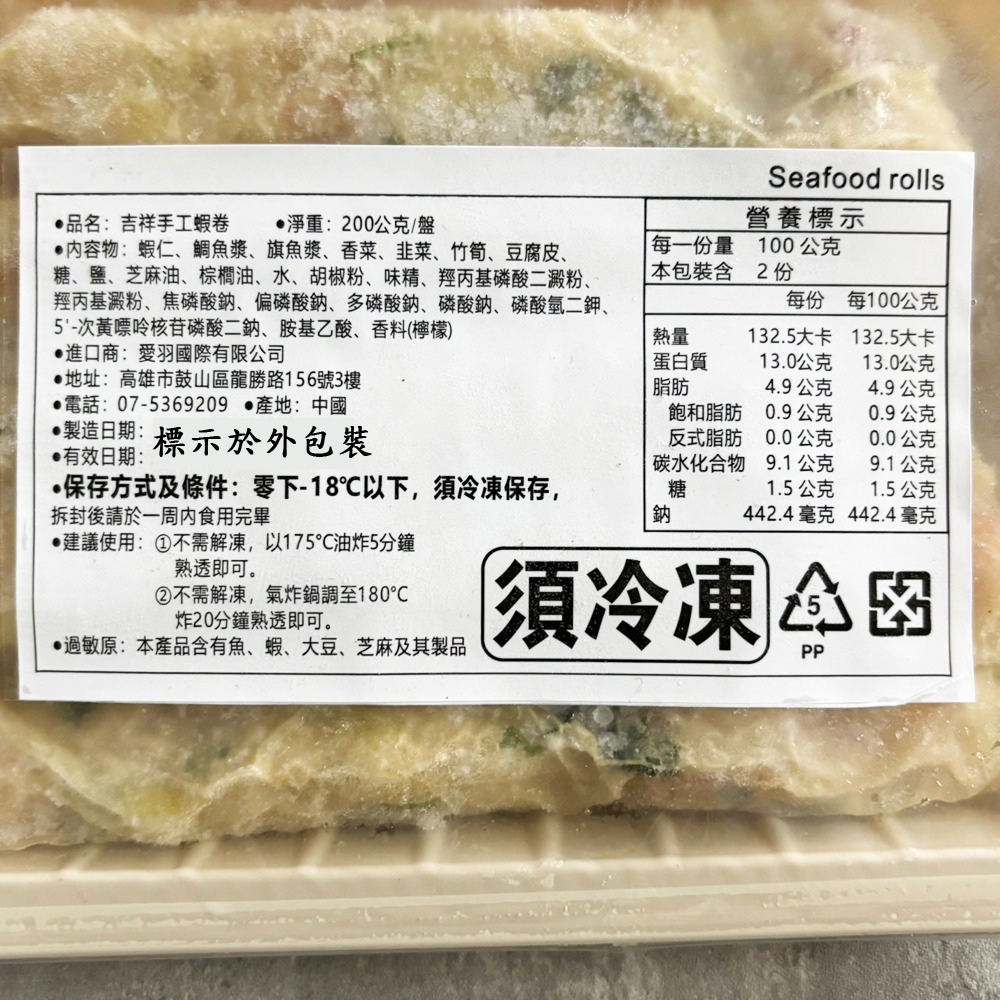 Seafood rolls
•品名：吉祥手工蝦卷　•淨重：200公克/盤
•內容物：蝦仁、鯛魚漿、旗魚漿、香菜、韭菜、竹筍、豆腐皮、
糖、鹽、芝麻油、棕櫚油、水、胡椒粉、味精、羥丙基磷酸二澱粉、
羥丙基澱粉、焦磷酸鈉、偏磷酸鈉、多磷酸鈉、磷酸鈉、磷酸氫二鉀、
5'-次黃嘌呤核苷磷酸二鈉、胺基乙酸、香料(檸檬)
•進口商：愛羽國際有限公司
•地址：高雄市鼓山區龍勝路156號3樓
•電話：07-5369209 •產地：中國
•製造日期：
•有效日期：
標示於外包裝
•保存方式及條件：零下-18℃以下，須冷凍保存，
拆封後請於一周內食用完畢
•建議使用：①不需解凍，以175℃油炸5分鐘
熟透即可。
②不需解凍，氣炸鍋調至180℃
炸20分鐘熟透即可。
•過敏原：本產品含有魚、蝦、大豆、芝麻及其製品
營養標示
每一份量 100公克
本包裝含 2份
每份 每100公克
熱量 132.5大卡 132.5大卡
蛋白質 13.0公克 13.0公克
脂肪 4.9公克 4.9公克
飽和脂肪 0.9公克 0.9公克
反式脂肪 0.0公克 0.0公克
碳水化合物 9.1公克 9.1公克
糖 1.5公克 1.5公克
鈉 442.4毫克 442.4毫克
須冷凍
5
PP